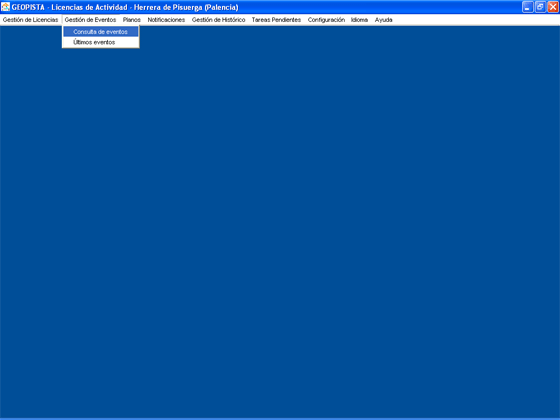 GEOPISTA - Licencias de Actividad - Herrera de Pisuerga (Palencia)
Gestión de Licencias Gestión de Eventos Planos Notificaciones Gestión de Histórico Tareas Pendientes Configuración Idioma Ayuda
Consulta de eventos
Últimos eventos